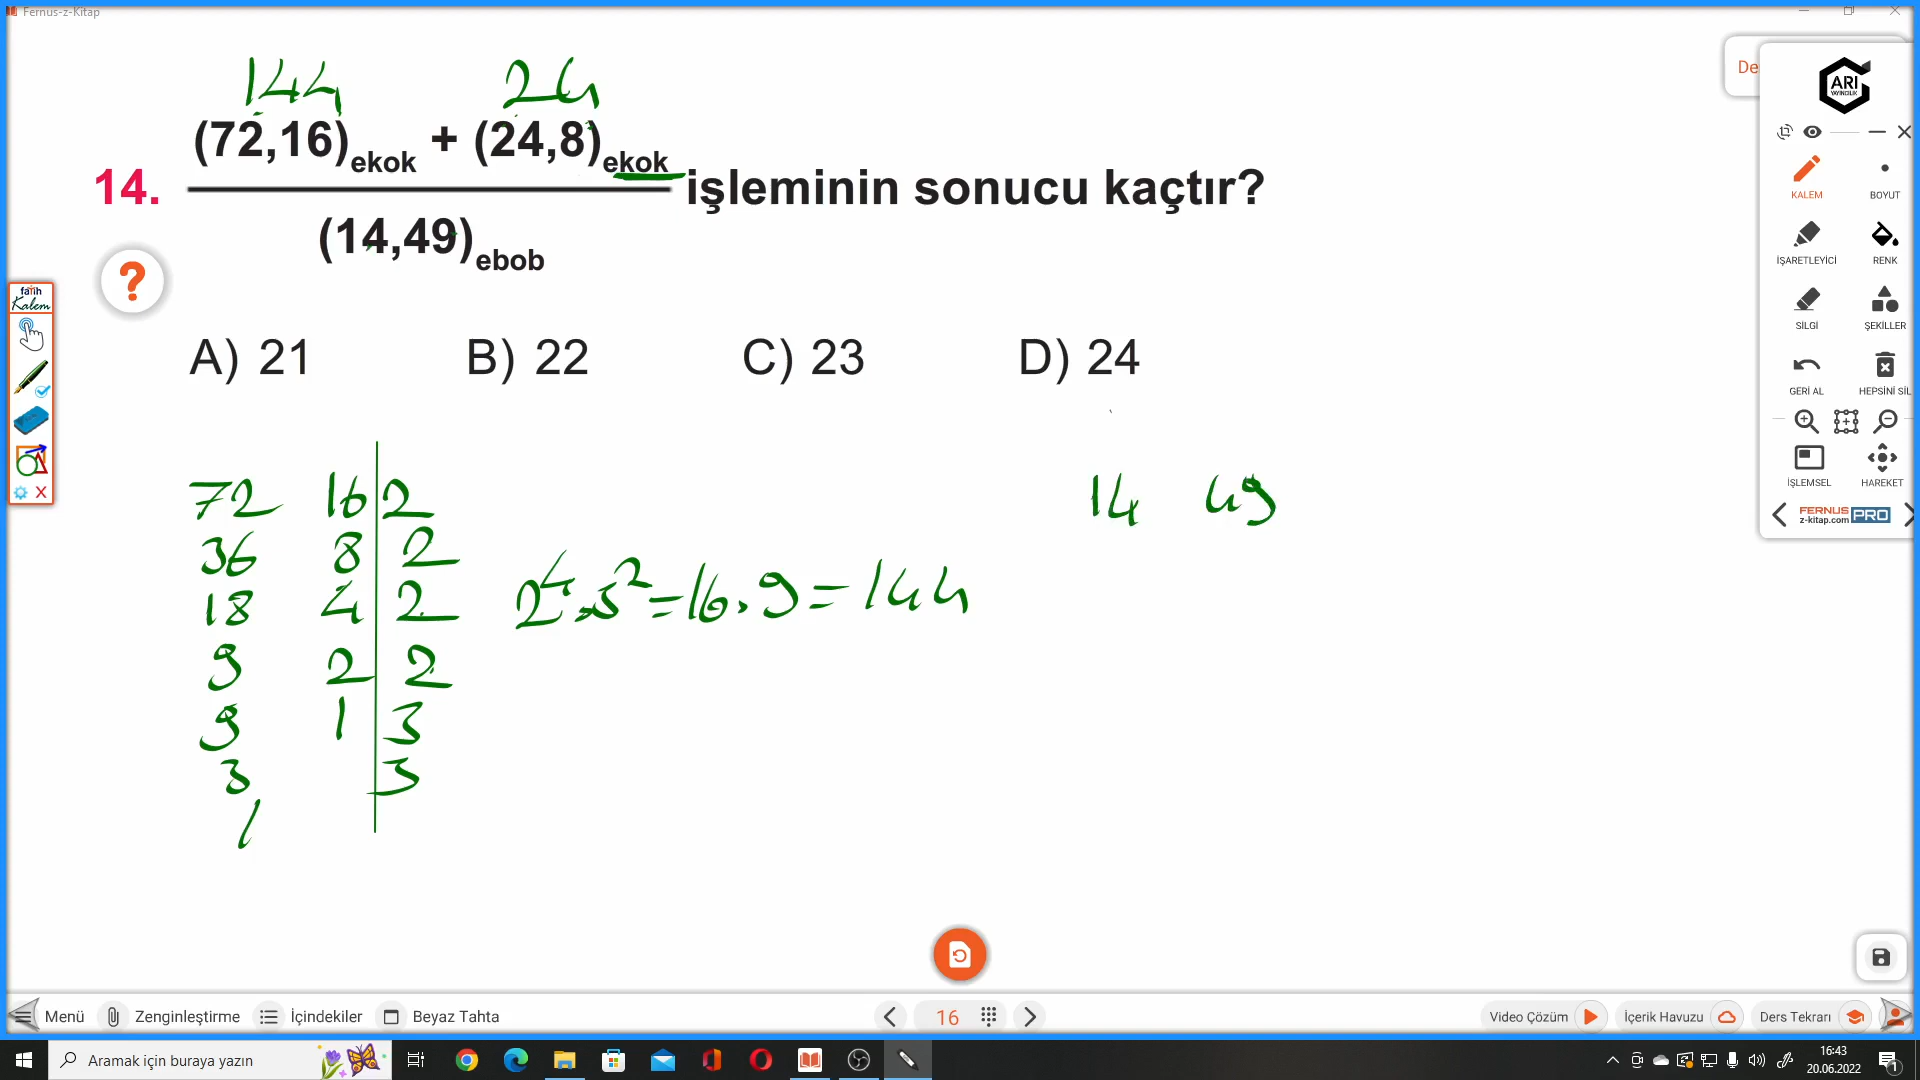 Fernus-z-Kitap
144 24
(72,16)ekok + (24,8)ekok
14. işleminin sonucu kaçtır?
(14,49)ebob
?
A) 21 B) 22 C) 23 D) 24
72 16 2
36 8 2
18 4 2
9 2 2
9 1 3
3 3
1
2⁴.3²=16.9=144
14 49
fatih
Kalem
De
ARI
YAYINCILIK
KALEM BOYUT
İŞARETLEYİCİ RENK
SİLGİ ŞEKİLLER
GERİ AL HEPSİNİ SİL
İŞLEMSEL HAREKET
FERNUS
z-kitap.com PRO
Menü Zenginleştirme İçindekiler Beyaz Tahta 16 Video Çözüm İçerik Havuzu Ders Tekrarı
Aramak için buraya yazın
16:43
20.06.2022
1